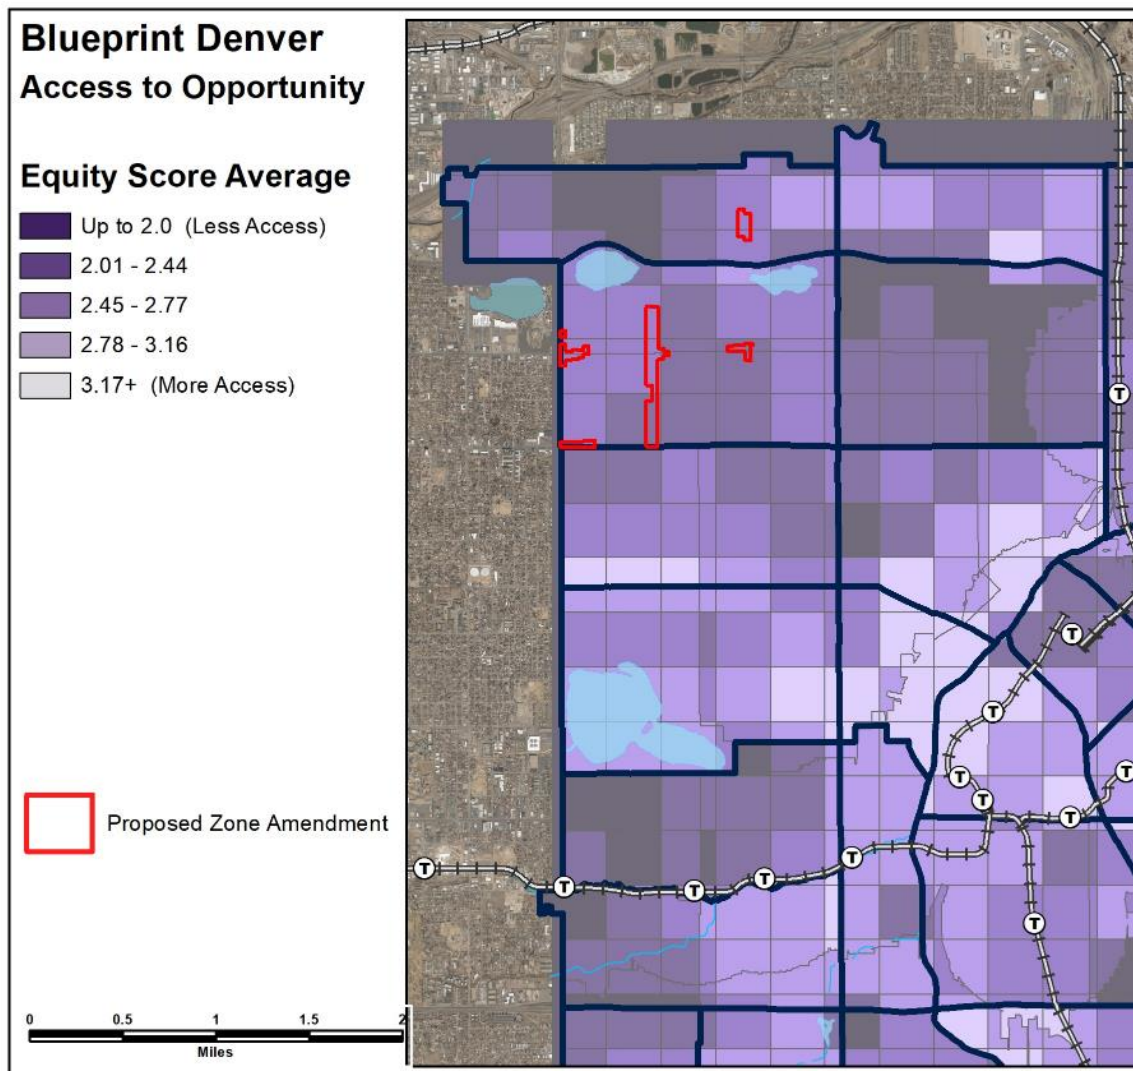 Blueprint Denver
Access to Opportunity
Equity Score Average
Up to 2.0 (Less Access)
2.01 - 2.44
2.45 - 2.77
2.78 - 3.16
3.17+ (More Access)
Proposed Zone Amendment
0 0.5 1 1.5 2
Miles
T
T
T
T
T
T
T
T
T
T
T
T
T